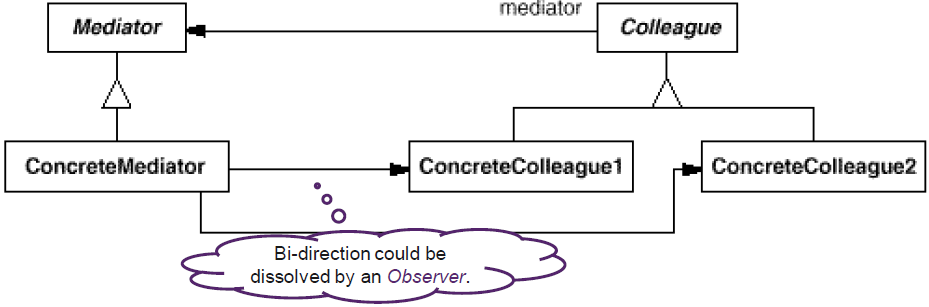 mediator
Mediator
Colleague
ConcreteMediator
ConcreteColleague1
ConcreteColleague2
Bi-direction could be
dissolved by an Observer.